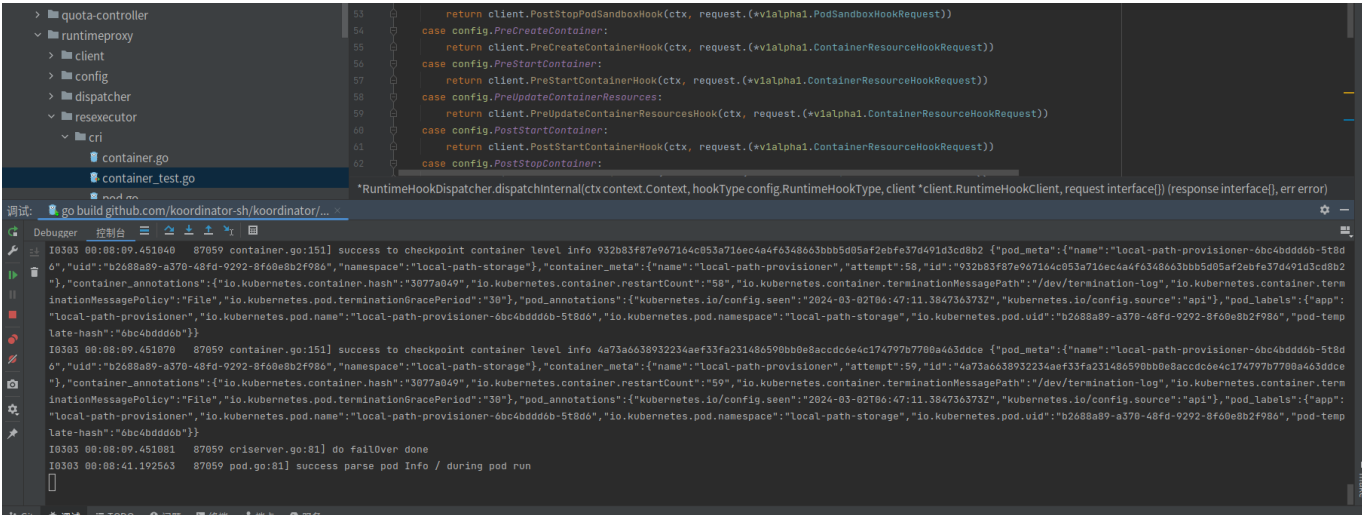 quota-controller
runtimeproxy
client
config
dispatcher
resexecutor
cri
container.go
container_test.go
pod.go
53 return client.PostStopPodSandboxHook(ctx, request.(*v1alpha1.PodSandboxHookRequest))
54 case config.PreCreateContainer:
55 return client.PreCreateContainerHook(ctx, request.(*v1alpha1.ContainerResourceHookRequest))
56 case config.PreStartContainer:
57 return client.PreStartContainerHook(ctx, request.(*v1alpha1.ContainerResourceHookRequest))
58 case config.PreUpdateContainerResources:
59 return client.PreUpdateContainerResourcesHook(ctx, request.(*v1alpha1.ContainerResourceHookRequest))
60 case config.PostStartContainer:
61 return client.PostStartContainerHook(ctx, request.(*v1alpha1.ContainerResourceHookRequest))
62 case config.PostStopContainer:
*RuntimeHookDispatcher.dispatchInternal(ctx context.Context, hookType config.RuntimeHookType, client *client.RuntimeHookClient, request interface{}) (response interface{}, err error)
调试: go build github.com/koordinator-sh/koordinator/...
Debugger 控制台
I0303 00:08:09.451040 87059 container.go:151] success to checkpoint container level info 932b83f87e967164c053a716ec4a4f6348663bbb5d05af2ebfe37d491d3cd8b2 {"pod_meta":{"name":"local-path-provisioner-6bc4bddd6b-5t8d
6","uid":"b2688a89-a370-48fd-9292-8f60e8b2f986","namespace":"local-path-storage"},"container_meta":{"name":"local-path-provisioner","attempt":58,"id":"932b83f87e967164c053a716ec4a4f6348663bbb5d05af2ebfe37d491d3cd8b2
"},"container_annotations":{"io.kubernetes.container.hash":"3077a049","io.kubernetes.container.restartCount":"58","io.kubernetes.container.terminationMessagePath":"/dev/termination-log","io.kubernetes.container.term
inationMessagePolicy":"File","io.kubernetes.pod.terminationGracePeriod":"30"},"pod_annotations":{"kubernetes.io/config.seen":"2024-03-02T06:47:11.384736373Z","kubernetes.io/config.source":"api"},"pod_labels":{"app":
"local-path-provisioner","io.kubernetes.pod.name":"local-path-provisioner-6bc4bddd6b-5t8d6","io.kubernetes.pod.namespace":"local-path-storage","io.kubernetes.pod.uid":"b2688a89-a370-48fd-9292-8f60e8b2f986","pod-temp
late-hash":"6bc4bddd6b"}}
I0303 00:08:09.451070 87059 container.go:151] success to checkpoint container level info 4a73a6638932234aef33fa231486590bb0e8accdc6e4c174797b7700a463ddce {"pod_meta":{"name":"local-path-provisioner-6bc4bddd6b-5t8d
6","uid":"b2688a89-a370-48fd-9292-8f60e8b2f986","namespace":"local-path-storage"},"container_meta":{"name":"local-path-provisioner","attempt":59,"id":"4a73a6638932234aef33fa231486590bb0e8accdc6e4c174797b7700a463ddce
"},"container_annotations":{"io.kubernetes.container.hash":"3077a049","io.kubernetes.container.restartCount":"59","io.kubernetes.container.terminationMessagePath":"/dev/termination-log","io.kubernetes.container.term
inationMessagePolicy":"File","io.kubernetes.pod.terminationGracePeriod":"30"},"pod_annotations":{"kubernetes.io/config.seen":"2024-03-02T06:47:11.384736373Z","kubernetes.io/config.source":"api"},"pod_labels":{"app":
"local-path-provisioner","io.kubernetes.pod.name":"local-path-provisioner-6bc4bddd6b-5t8d6","io.kubernetes.pod.namespace":"local-path-storage","io.kubernetes.pod.uid":"b2688a89-a370-48fd-9292-8f60e8b2f986","pod-temp
late-hash":"6bc4bddd6b"}}
I0303 00:08:09.451081 87059 criserver.go:81] do failOver done
I0303 00:08:41.192563 87059 pod.go:81] success parse pod Info / during pod run